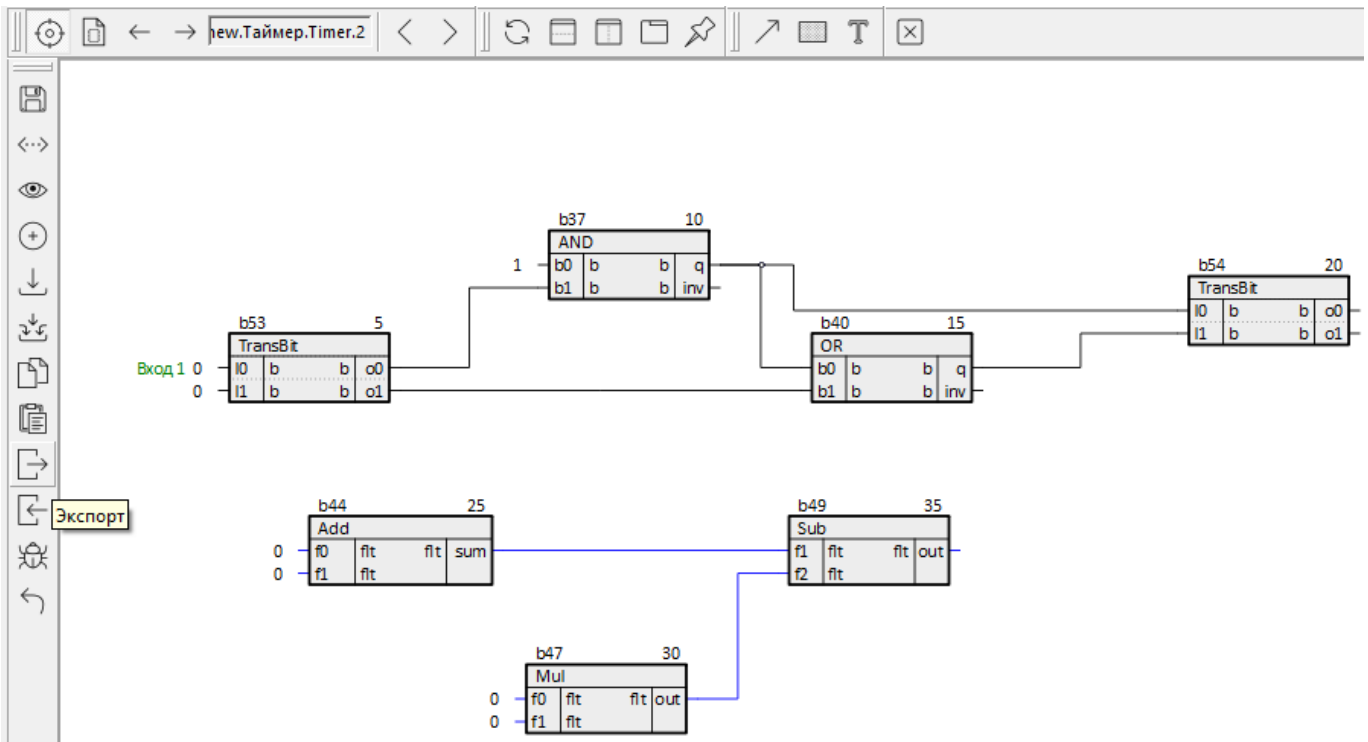 new.Таймер.Timer.2
b37 10
AND
1 b0 b b q
b1 b b inv
b54 20
TransBit
I0 b b o0
I1 b b o1
b53 5
TransBit
Вход 1 0 I0 b b o0
0 I1 b b o1
b40 15
OR
b0 b b q
b1 b b inv
Экспорт
b44 25
Add
0 f0 flt flt sum
0 f1 flt
b49 35
Sub
f1 flt flt out
f2 flt
b47 30
Mul
0 f0 flt flt out
0 f1 flt